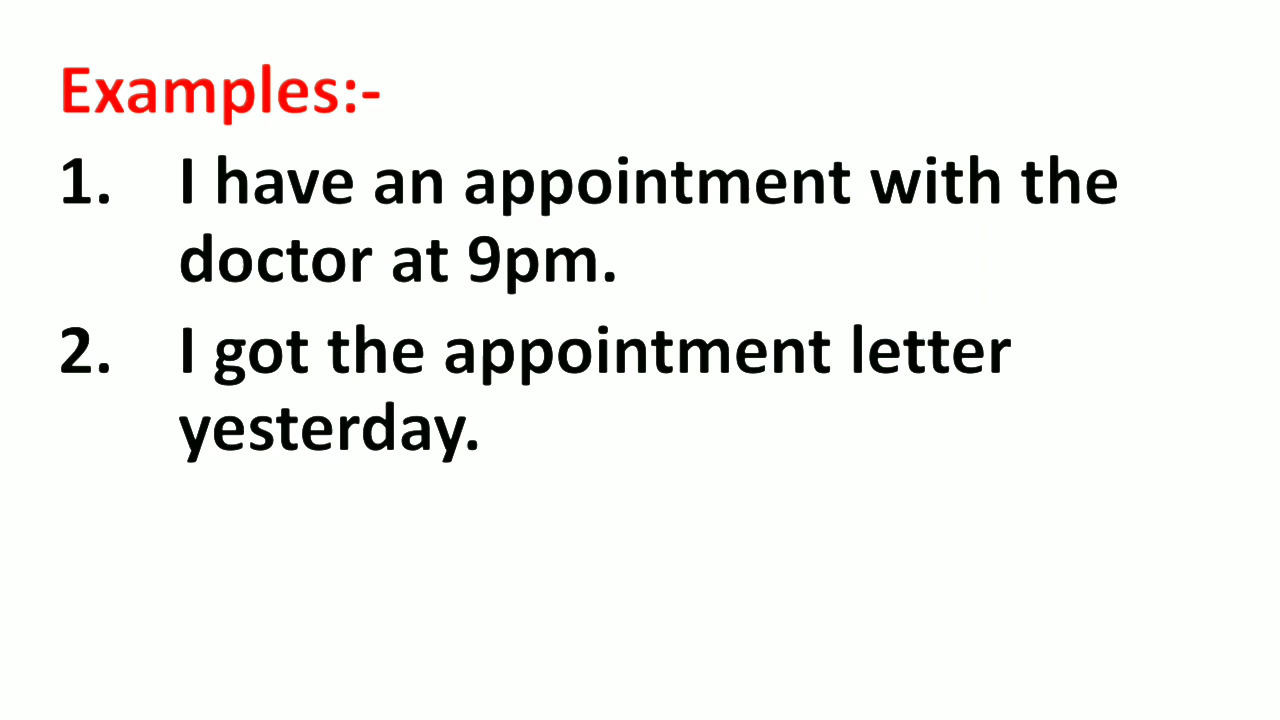 Examples:-
1. I have an appointment with the
doctor at 9pm.
2. I got the appointment letter
yesterday.